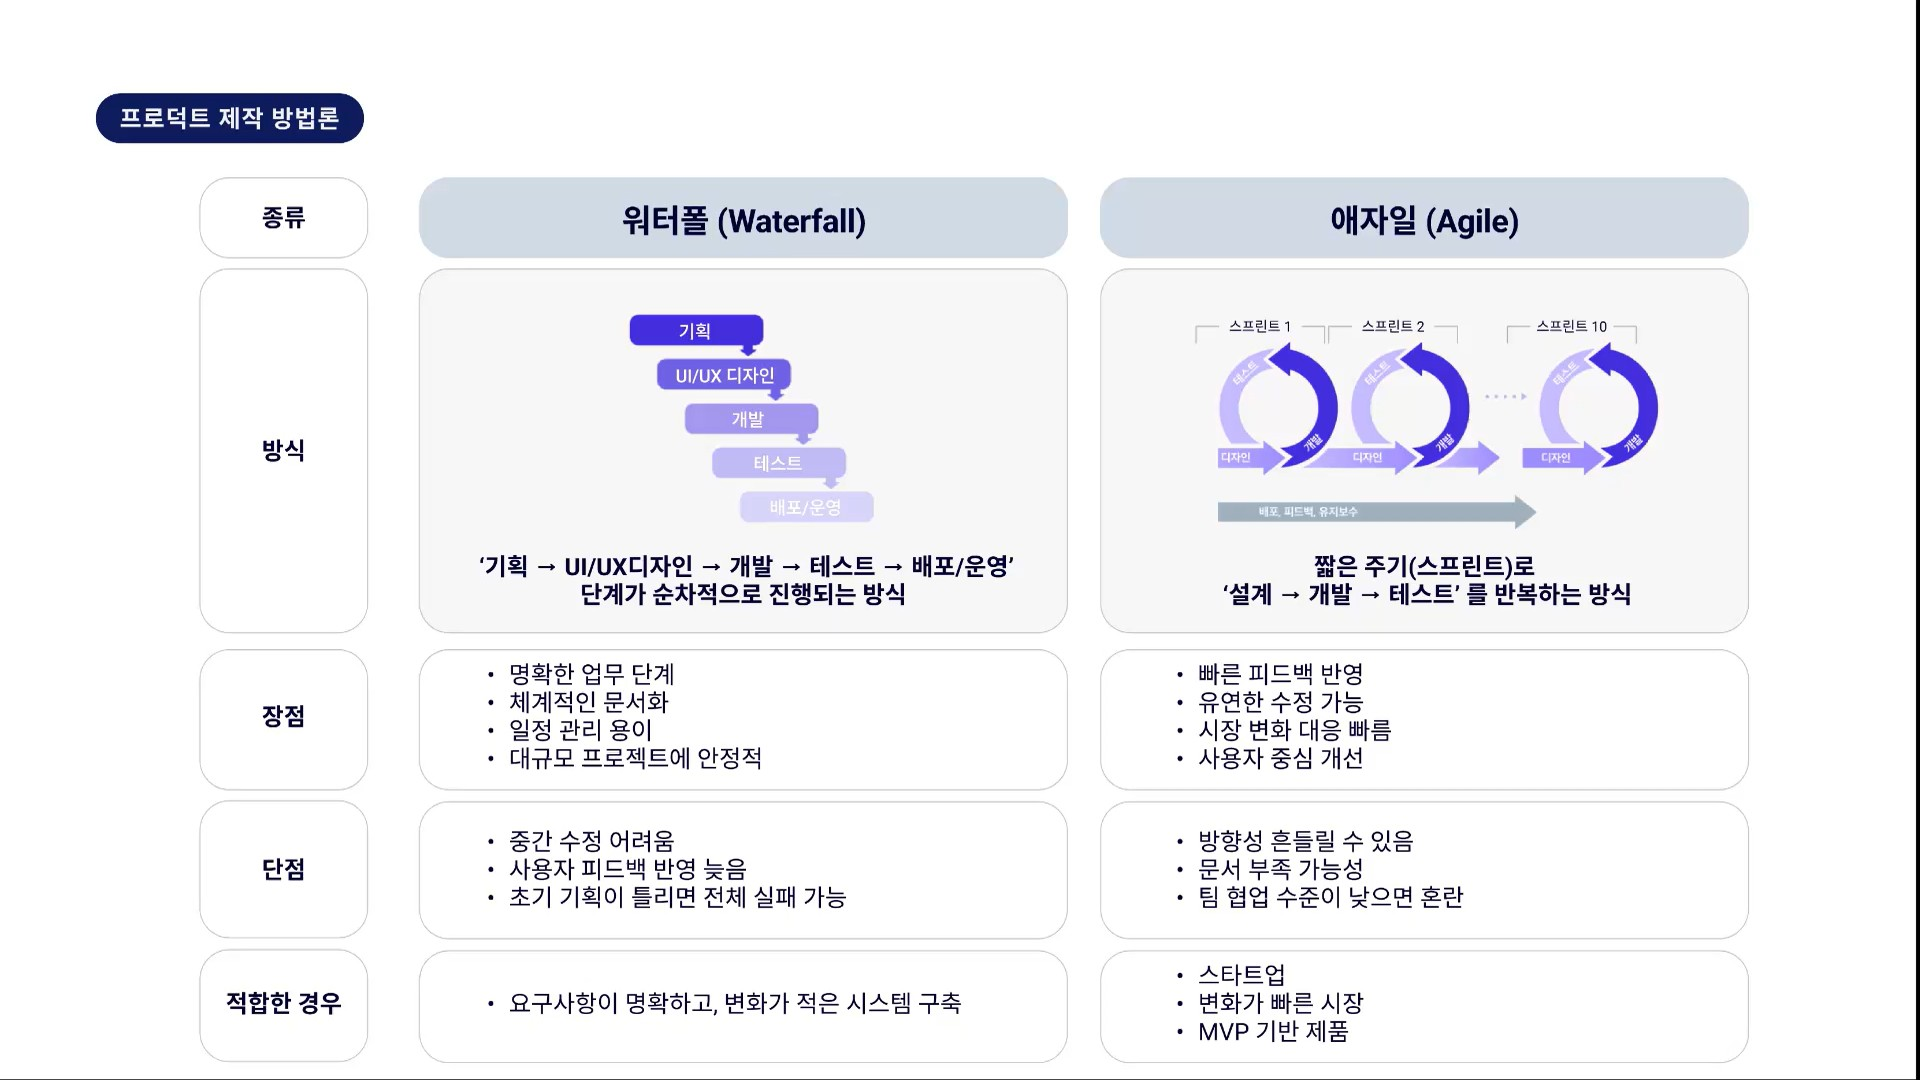 프로덕트 제작 방법론
종류
워터폴 (Waterfall)
애자일 (Agile)
방식
기획
UI/UX 디자인
개발
테스트
배포/운영
‘기획 → UI/UX디자인 → 개발 → 테스트 → 배포/운영’
단계가 순차적으로 진행되는 방식
스프린트 1
스프린트 2
스프린트 10
테스트
개발
디자인
테스트
개발
디자인
테스트
개발
디자인
배포, 피드백, 유지보수
짧은 주기(스프린트)로
‘설계 → 개발 → 테스트’ 를 반복하는 방식
장점
• 명확한 업무 단계
• 체계적인 문서화
• 일정 관리 용이
• 대규모 프로젝트에 안정적
• 빠른 피드백 반영
• 유연한 수정 가능
• 시장 변화 대응 빠름
• 사용자 중심 개선
단점
• 중간 수정 어려움
• 사용자 피드백 반영 늦음
• 초기 기획이 틀리면 전체 실패 가능
• 방향성 흔들릴 수 있음
• 문서 부족 가능성
• 팀 협업 수준이 낮으면 혼란
적합한 경우
• 요구사항이 명확하고, 변화가 적은 시스템 구축
• 스타트업
• 변화가 빠른 시장
• MVP 기반 제품